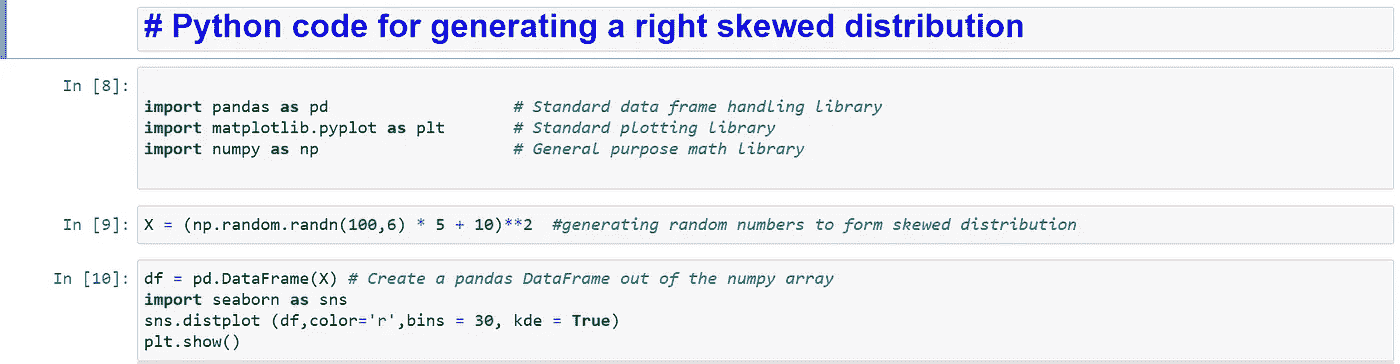 # Python code for generating a right skewed distribution
In [8]:
import pandas as pd # Standard data frame handling library
import matplotlib.pyplot as plt # Standard plotting library
import numpy as np # General purpose math library
In [9]: X = (np.random.randn(100,6) * 5 + 10)**2 #generating random numbers to form skewed distribution
In [10]: df = pd.DataFrame(X) # Create a pandas DataFrame out of the numpy array
import seaborn as sns
sns.distplot (df,color='r',bins = 30, kde = True)
plt.show()